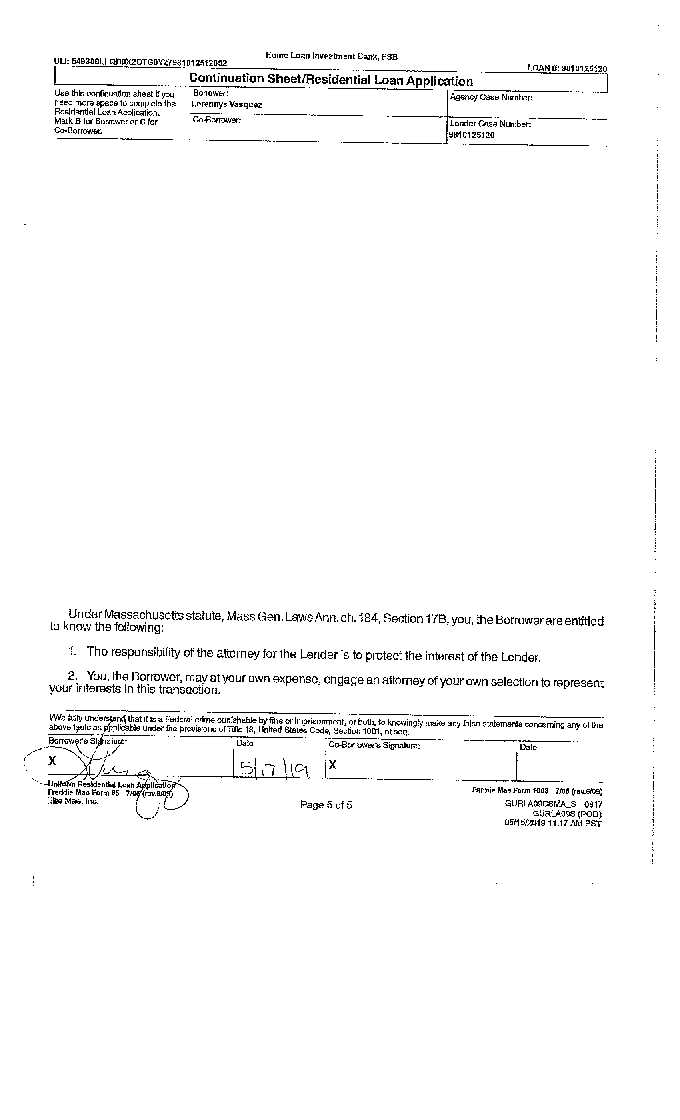 Home Loan Investment Bank, FSB
LOAN #: 9810125120
Continuation Sheet/Residential Loan Application
Use this continuation sheet if you
need more space to complete the
Residential Loan Application.
Mark B for Borrower or C for
Co-Borrower.
Borrower:
Lorennys Vasquez
Co-Borrower:
Agency Case Number:
Lender Case Number:
9810125120
Under Massachusetts statute, Mass Gen. Laws Ann. ch. 184, Section 17B, you, the Borrower are entitled
to know the following:
1. The responsibility of the attorney for the Lender is to protect the interest of the Lender.
2. You, the Borrower, may at your own expense, engage an attorney of your own selection to represent
your interests in this transaction.
I/We fully understand that it is a Federal crime punishable by fine or imprisonment, or both, to knowingly make any false statements concerning any of the
above facts as applicable under the provisions of Title 18, United States Code, Section 1001, et seq.
Borrower's Signature:
X
Date
5/17/19
Co-Borrower's Signature:
X
Date
Uniform Residential Loan Application
Freddie Mac Form 65 7/05 (rev.6/09)
Ellie Mae, Inc.
Page 5 of 5
Fannie Mae Form 1003 7/05 (rev.6/09)
GURLA09CSMA_S 0917
GURLA09S (POD)
05/15/2019 11:17 AM PST